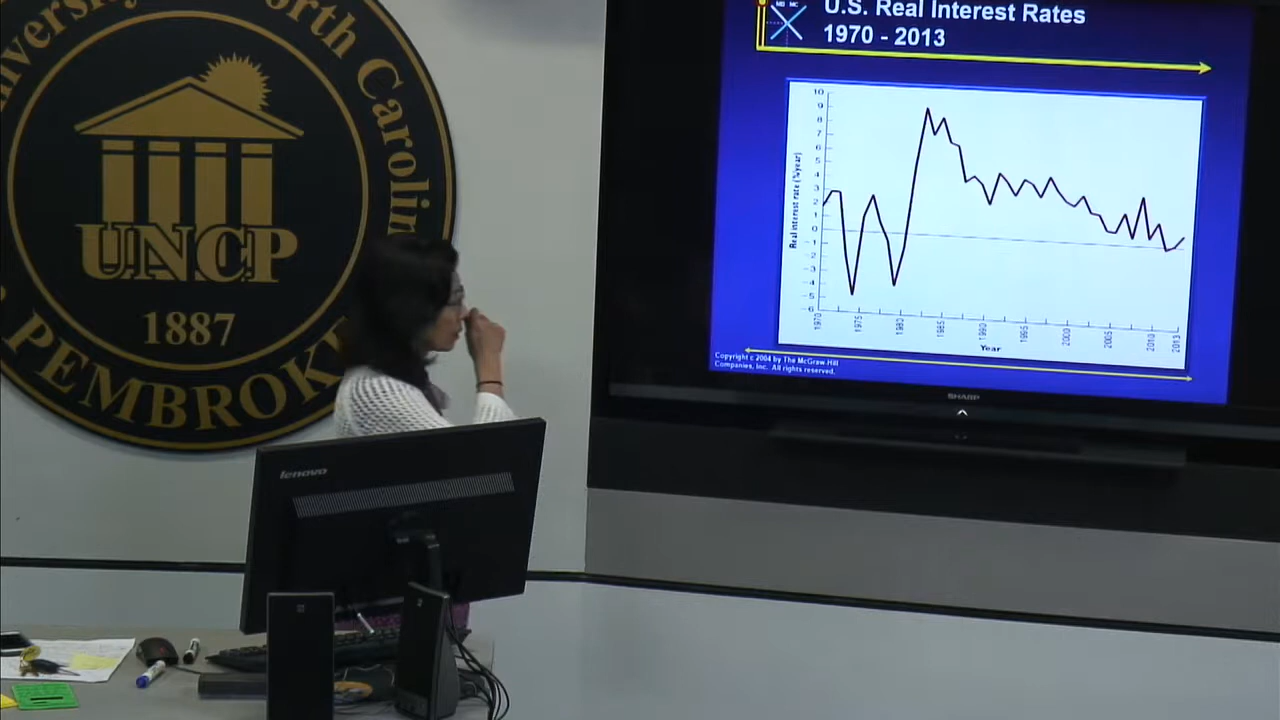 University
North Carolina
UNCP
1887
PEMBROKE
MB MC
U.S. Real Interest Rates
1970 - 2013
Real interest rate (%/year)
10
9
8
7
6
5
4
3
2
1
0
-1
-2
-3
-4
-5
-6
1970
1975
1980
1985
1990
1995
2000
2005
2010
2013
Year
Copyright c 2004 by The McGraw-Hill
Companies, Inc. All rights reserved.
SHARP
lenovo